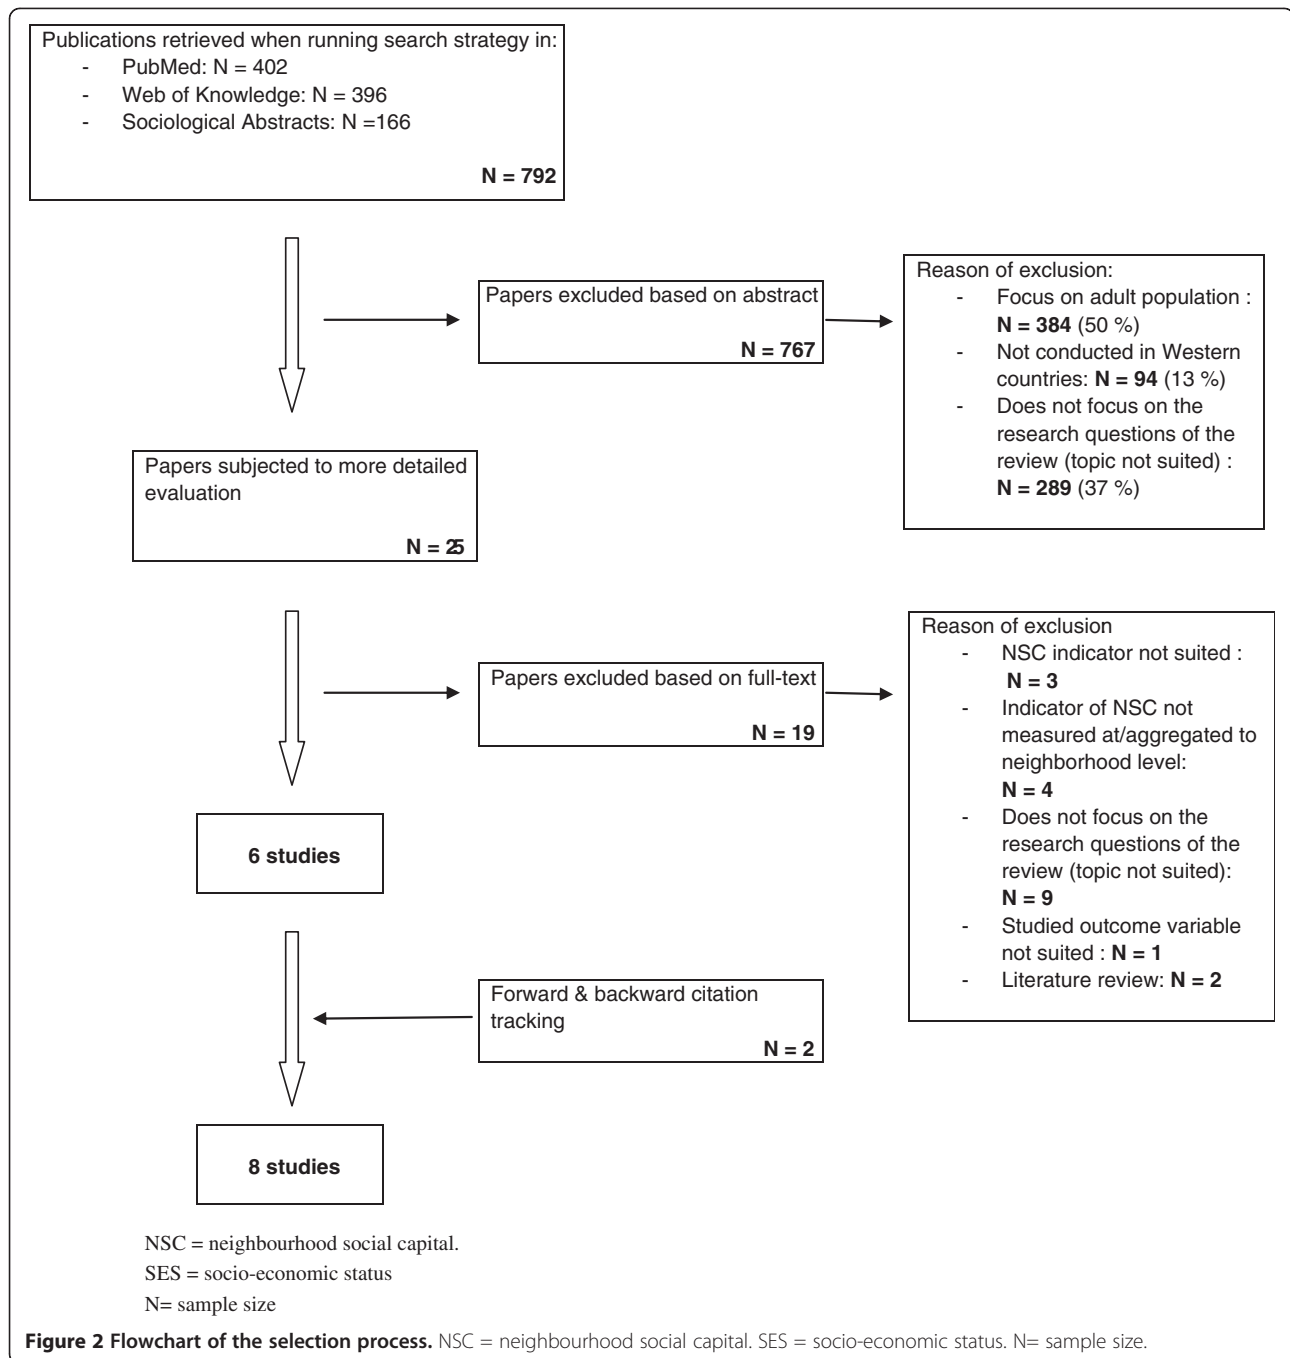 Publications retrieved when running search strategy in:
- PubMed: N = 402
- Web of Knowledge: N = 396
- Sociological Abstracts: N =166
N = 792
Papers excluded based on abstract
N = 767
Reason of exclusion:
- Focus on adult population :
N = 384 (50 %)
- Not conducted in Western
countries: N = 94 (13 %)
- Does not focus on the
research questions of the
review (topic not suited) :
N = 289 (37 %)
Papers subjected to more detailed
evaluation
N = 25
Papers excluded based on full-text
N = 19
Reason of exclusion
- NSC indicator not suited :
N = 3
- Indicator of NSC not
measured at/aggregated to
neighborhood level:
N = 4
- Does not focus on the
research questions of the
review (topic not suited):
N = 9
- Studied outcome variable
not suited : N = 1
- Literature review: N = 2
6 studies
Forward & backward citation
tracking
N = 2
8 studies
NSC = neighbourhood social capital.
SES = socio-economic status
N= sample size
Figure 2 Flowchart of the selection process. NSC = neighbourhood social capital. SES = socio-economic status. N= sample size.